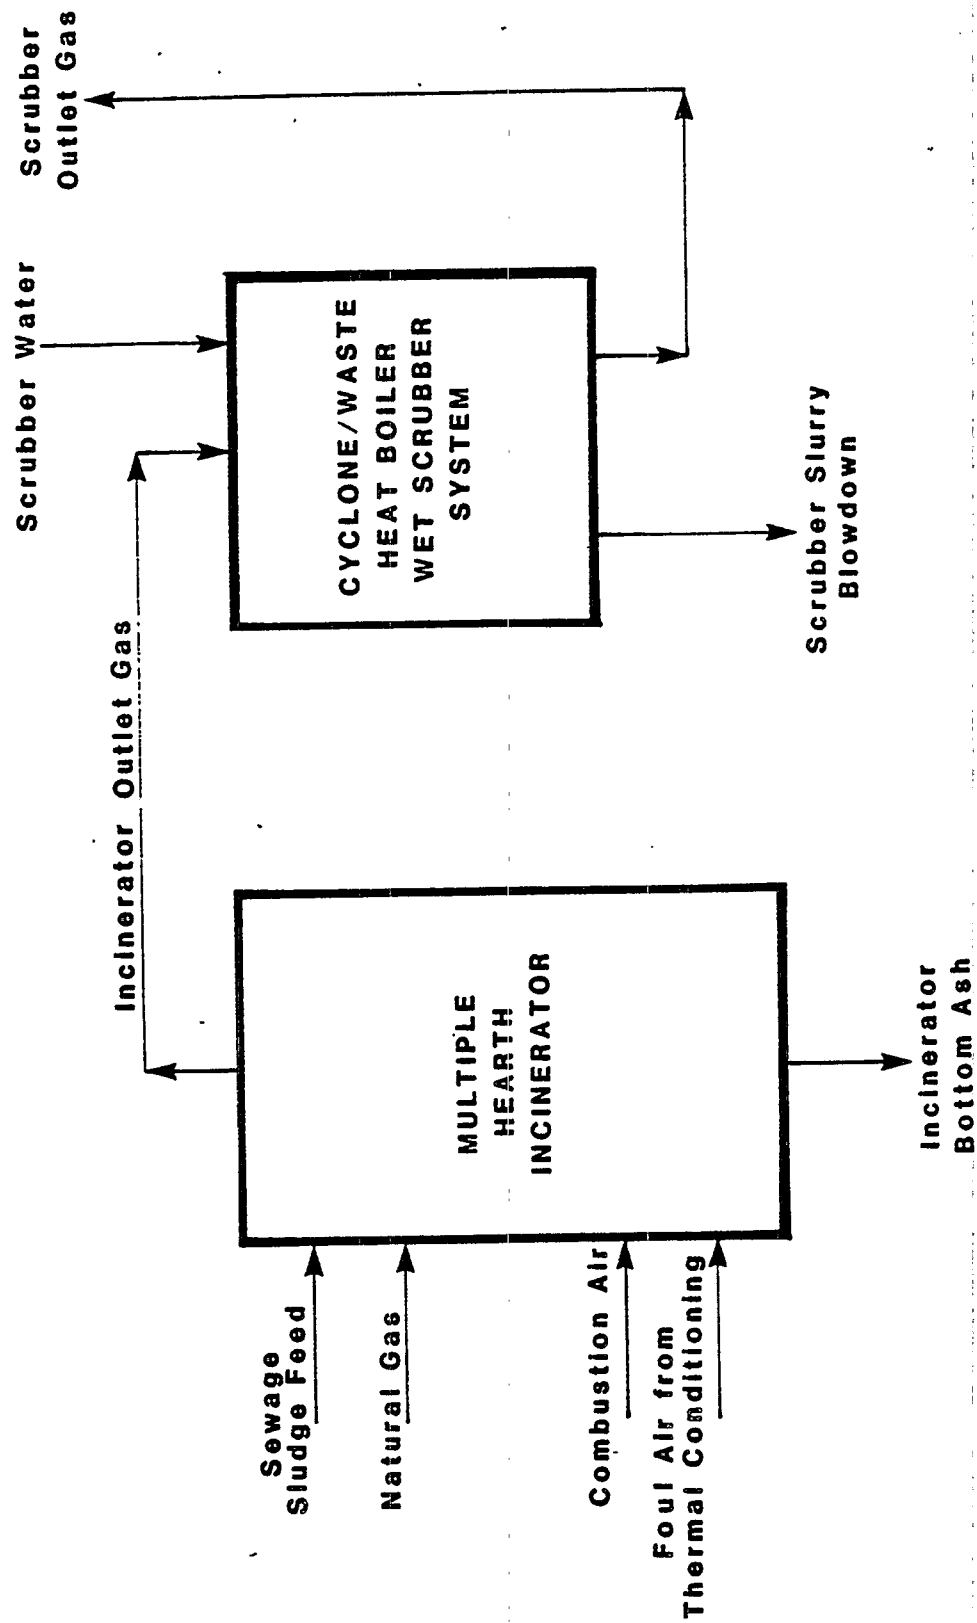 Sewage
Sludge Feed
Natural Gas
Combustion Air
Foul Air from
Thermal Conditioning
MULTIPLE
HEARTH
INCINERATOR
Incinerator
Bottom Ash
Incinerator Outlet Gas
Scrubber Water
CYCLONE/WASTE
HEAT BOILER
WET SCRUBBER
SYSTEM
Scrubber Slurry
Blowdown
Scrubber
Outlet Gas